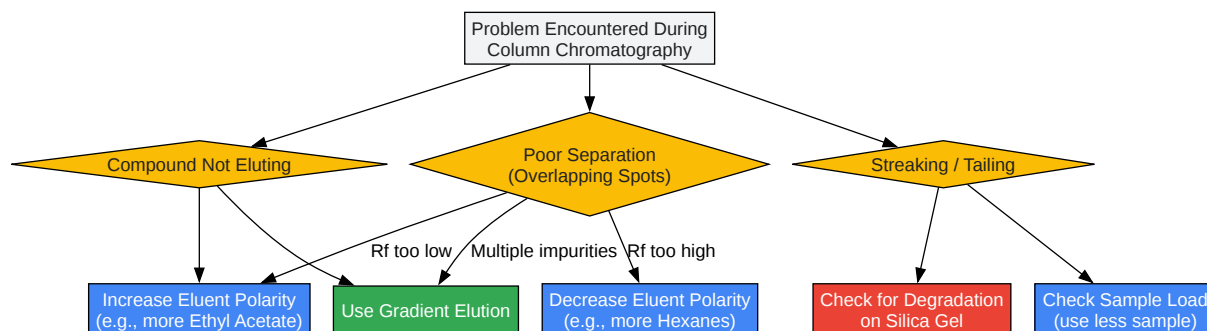 Problem Encountered During
Column Chromatography
Compound Not Eluting
Poor Separation
(Overlapping Spots)
Streaking / Tailing
Rf too low
Multiple impurities
Rf too high
Increase Eluent Polarity
(e.g., more Ethyl Acetate)
Use Gradient Elution
Decrease Eluent Polarity
(e.g., more Hexanes)
Check for Degradation
on Silica Gel
Check Sample Load
(use less sample)